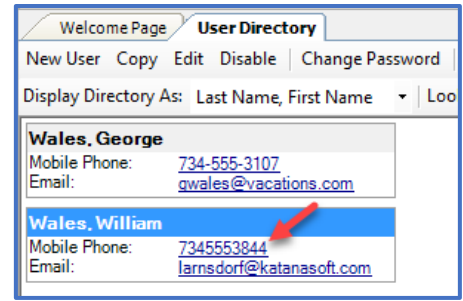 Welcome Page User Directory
New User Copy Edit Disable Change Password
Display Directory As: Last Name, First Name Loo
Wales, George
Mobile Phone: 734-555-3107
Email: gwales@vacations.com
Wales, William
Mobile Phone: 7345553844
Email: larnsdorf@katanasoft.com